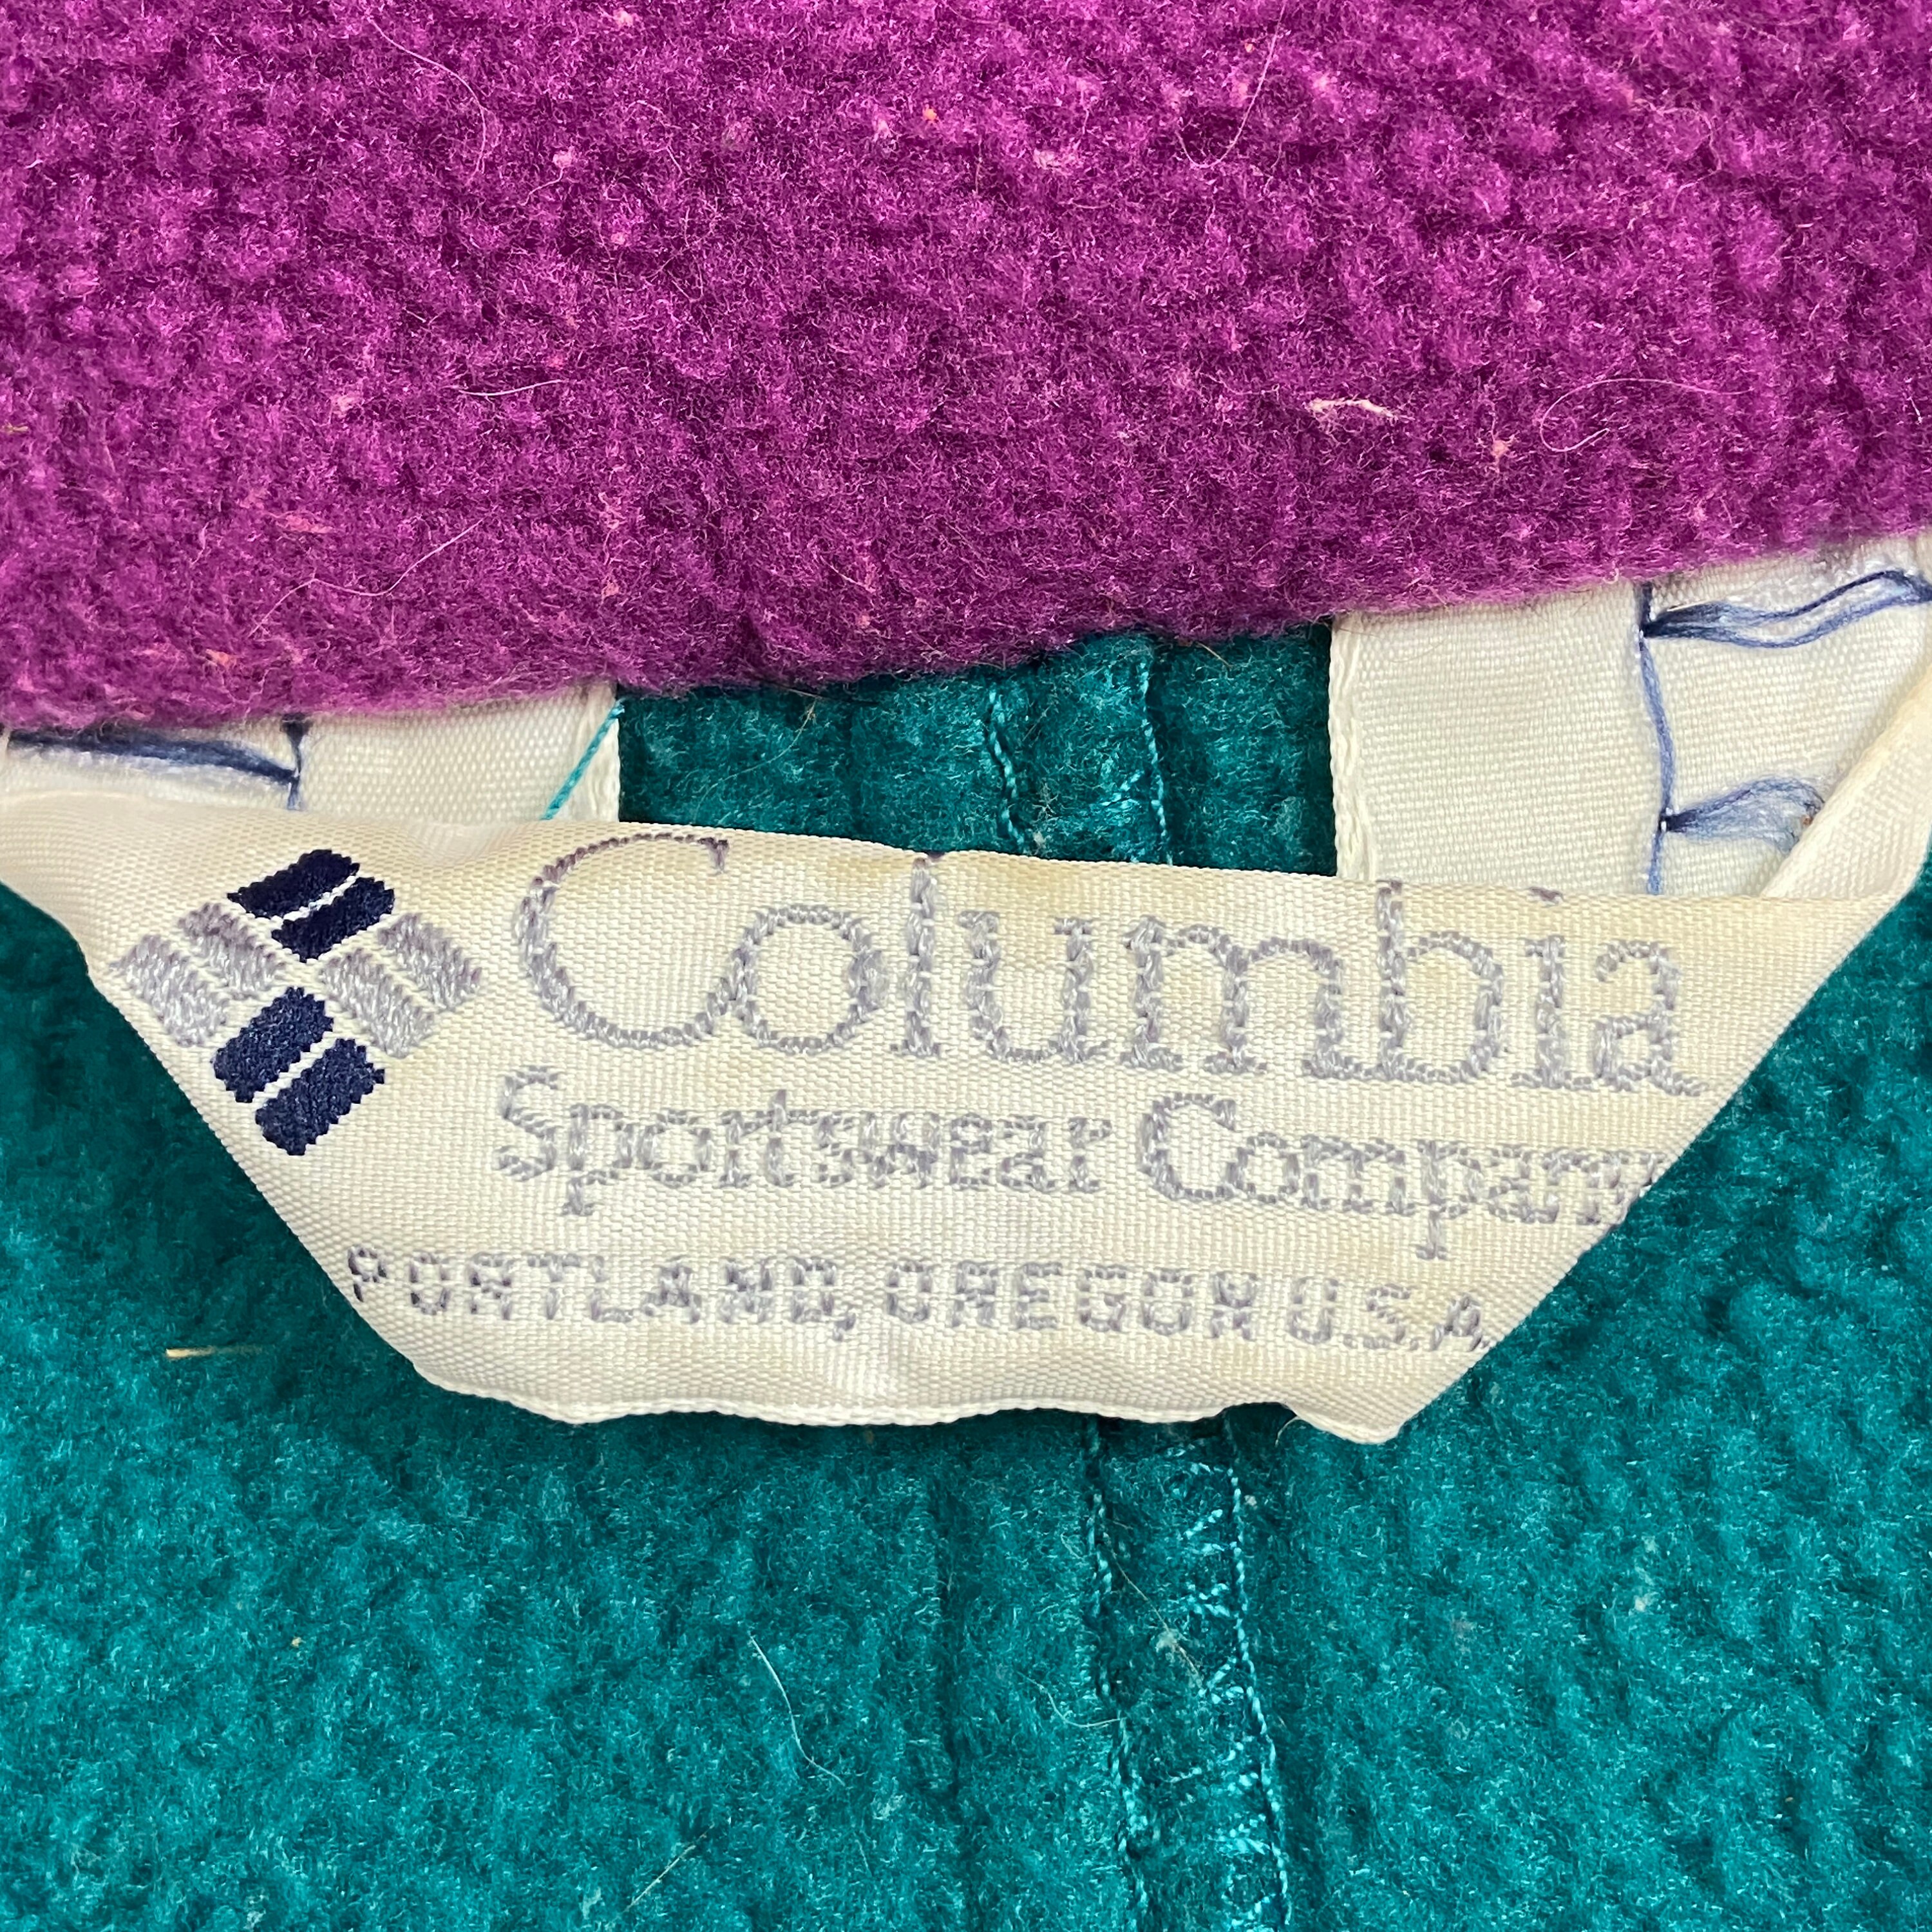 Columbia
Sportswear Company
PORTLAND, OREGON U.S.A.